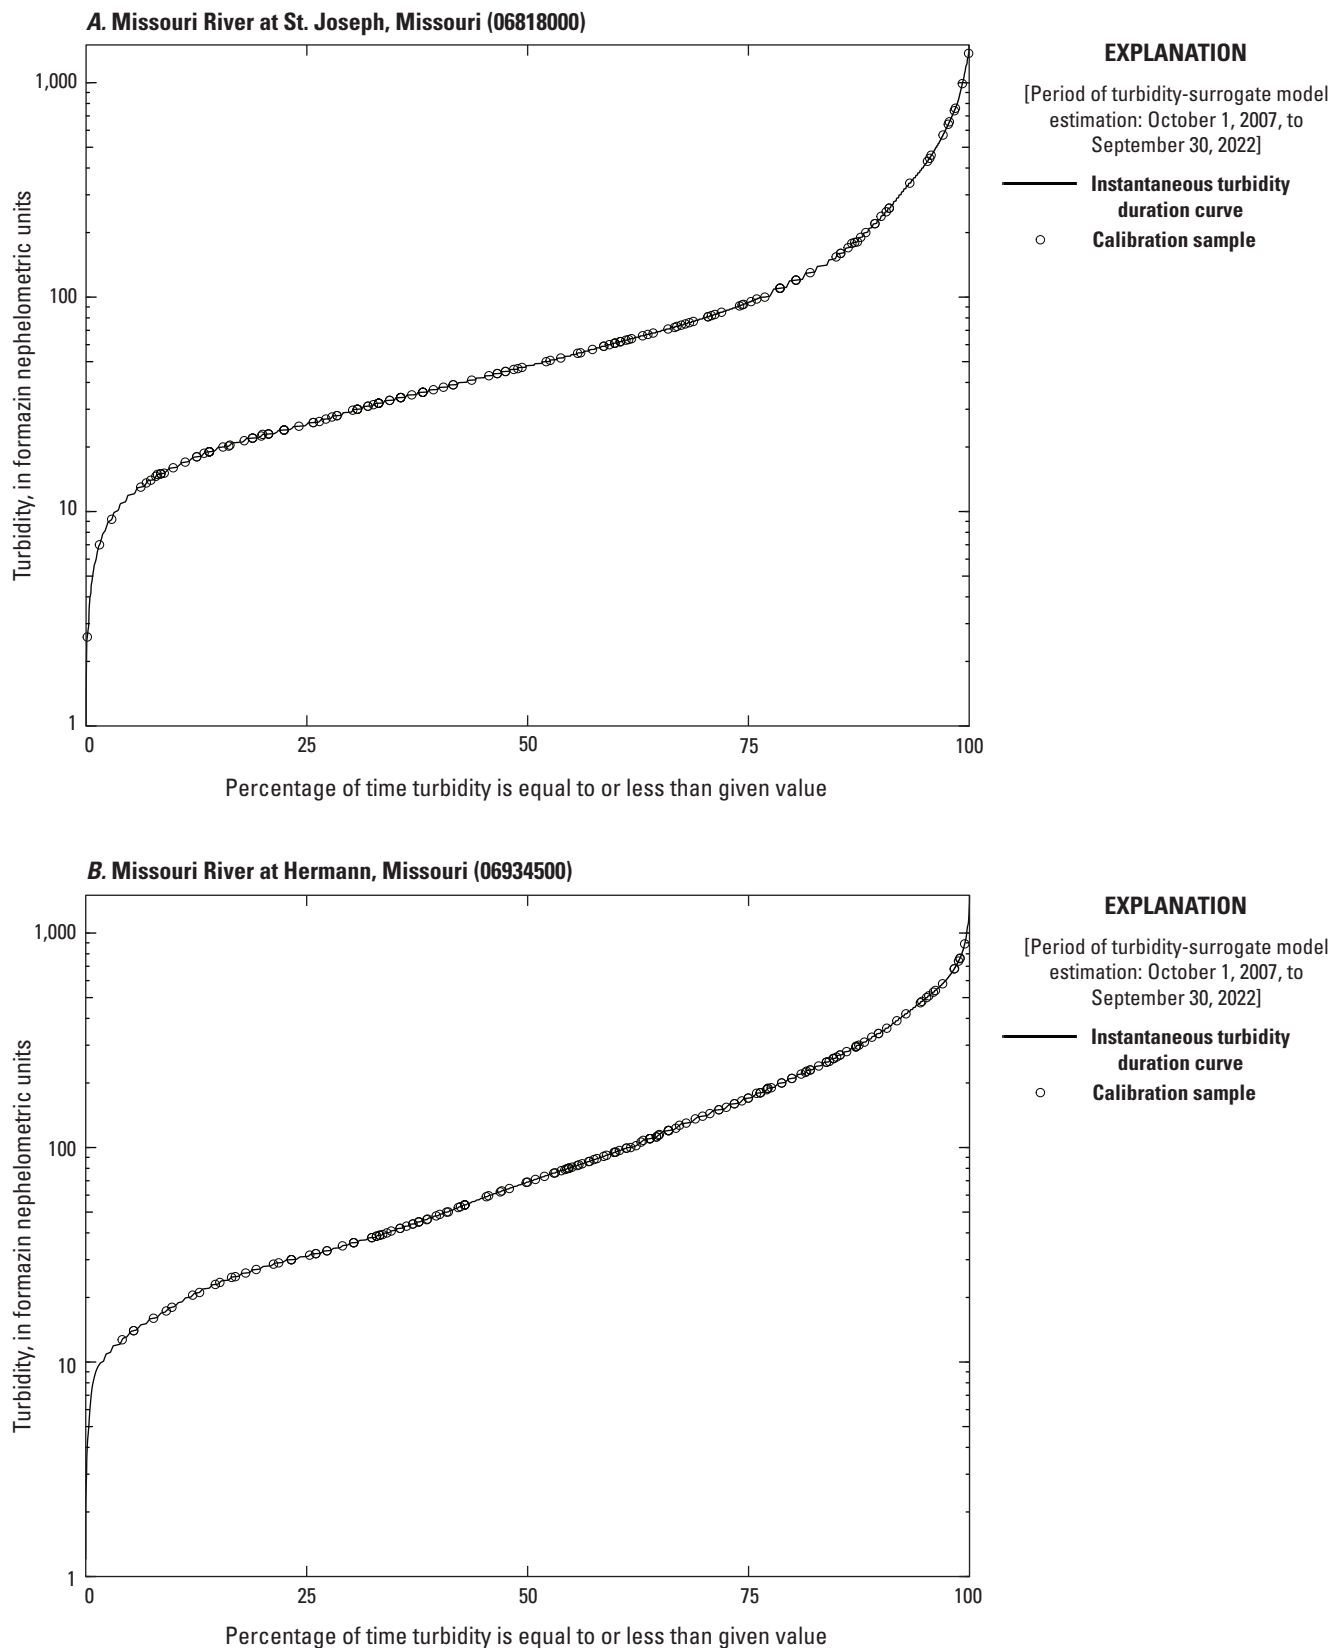 A. Missouri River at St. Joseph, Missouri (06818000)
Turbidity, in formazin nephelometric units
1,000
100
10
1
0 25 50 75 100
Percentage of time turbidity is equal to or less than given value
EXPLANATION
[Period of turbidity-surrogate model
estimation: October 1, 2007, to
September 30, 2022]
Instantaneous turbidity
duration curve
Calibration sample
B. Missouri River at Hermann, Missouri (06934500)
Turbidity, in formazin nephelometric units
1,000
100
10
1
0 25 50 75 100
Percentage of time turbidity is equal to or less than given value
EXPLANATION
[Period of turbidity-surrogate model
estimation: October 1, 2007, to
September 30, 2022]
Instantaneous turbidity
duration curve
Calibration sample